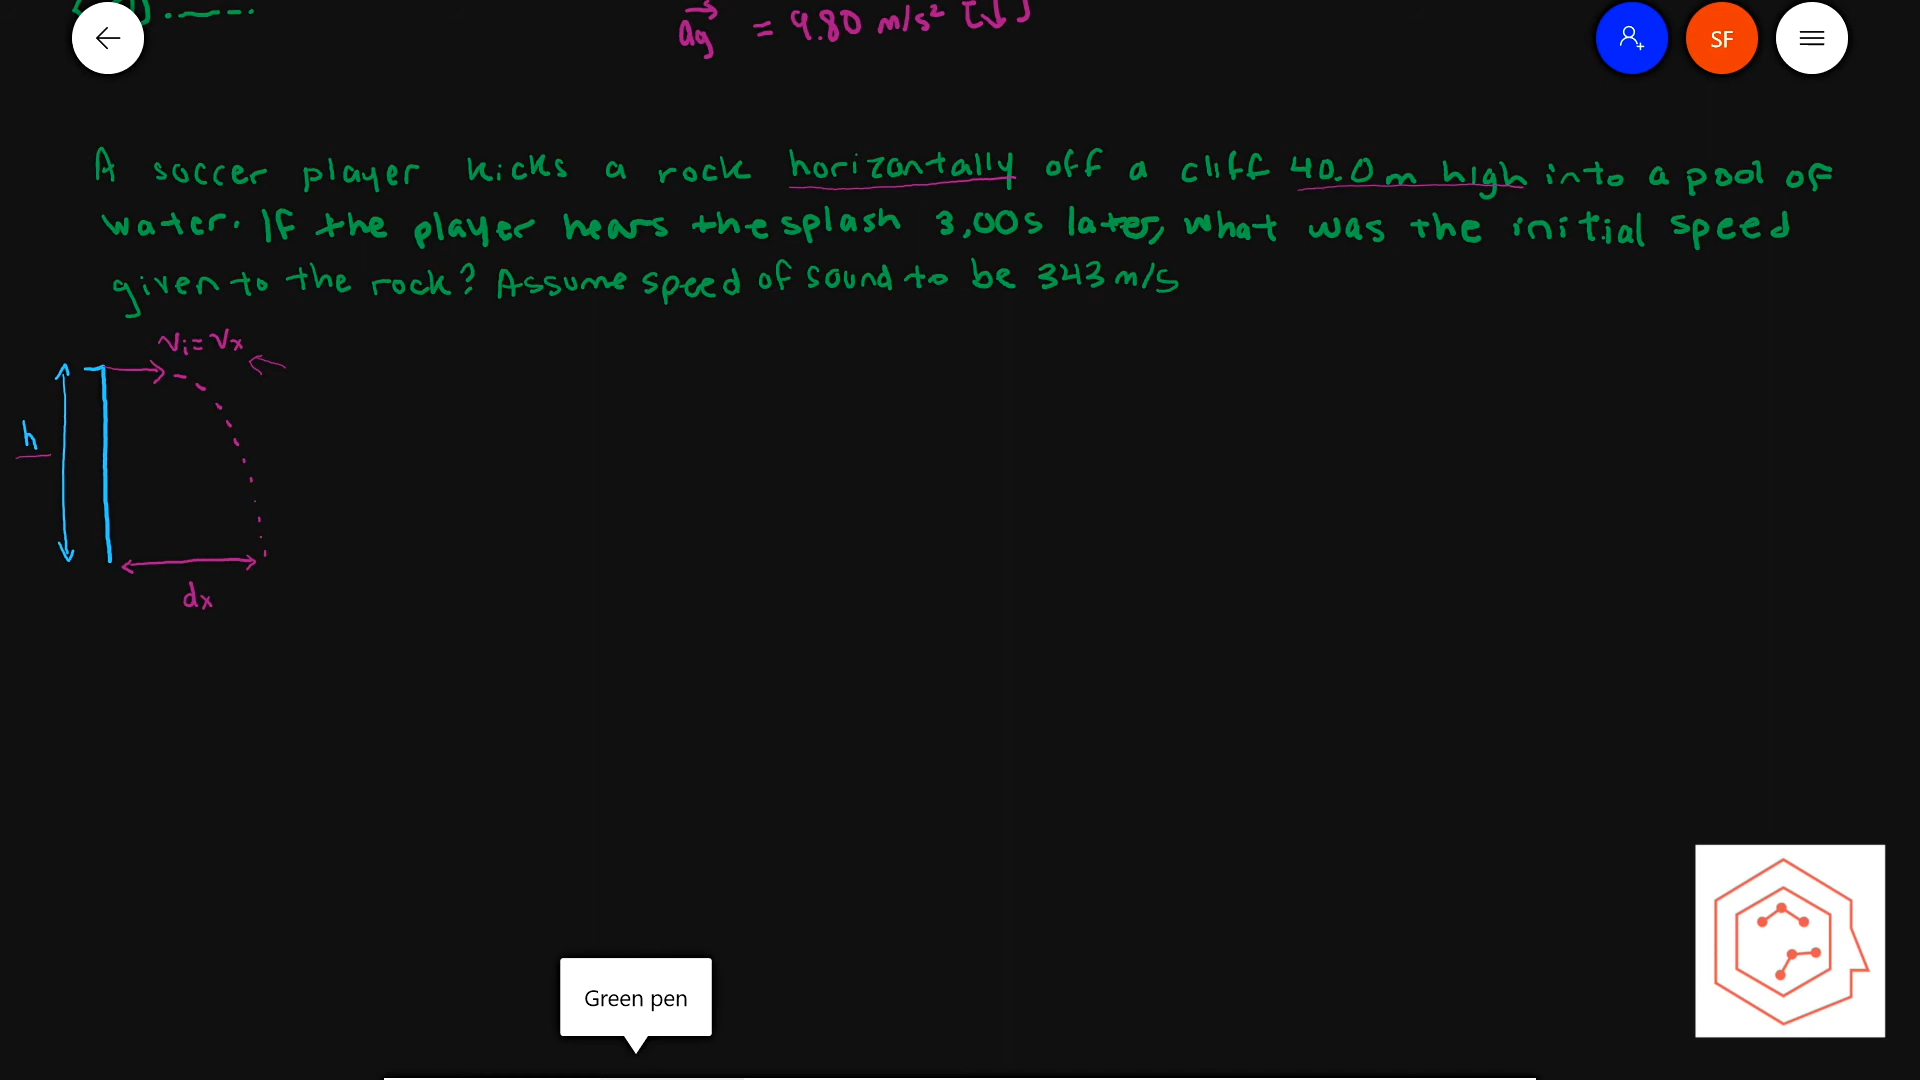 ag = 9.80 m/s² [↓]
SF
A soccer player kicks a rock horizontally off a cliff 40.0 m high into a pool of
water. If the player hears the splash 3,00s later, what was the initial speed
given to the rock? Assume speed of sound to be 343 m/s
vi = vx
h
dx
Green pen